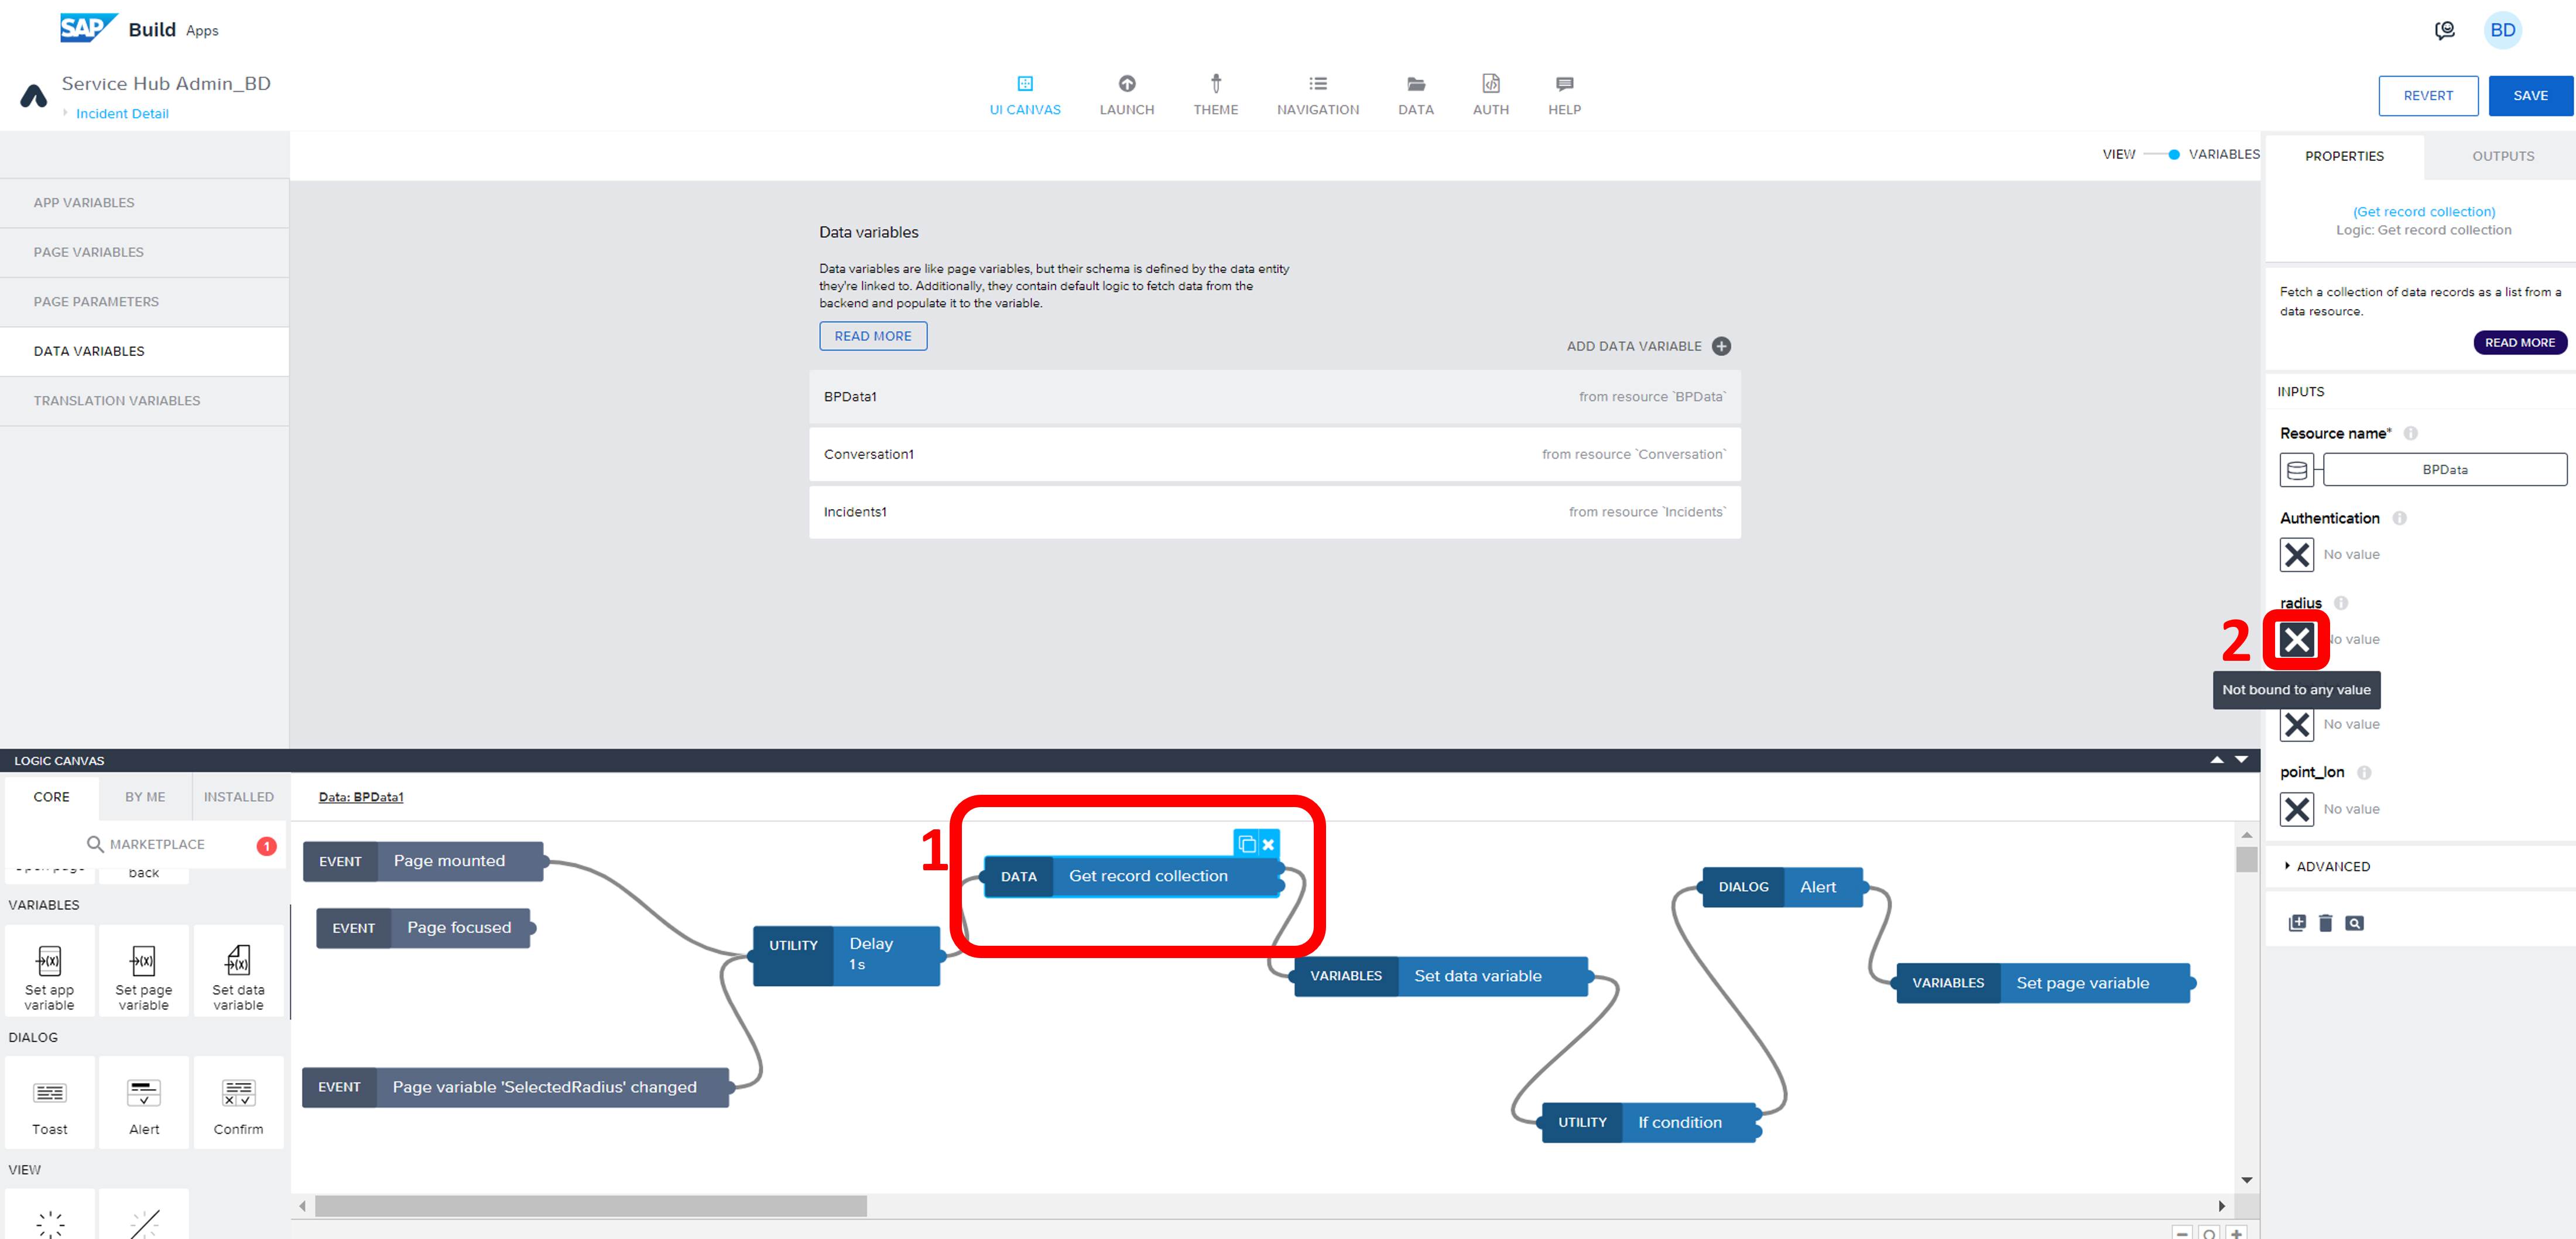 SAP Build Apps
Service Hub Admin_BD
Incident Detail
UI CANVAS
LAUNCH
THEME
NAVIGATION
DATA
AUTH
HELP
BD
REVERT
SAVE
VIEW
VARIABLES
APP VARIABLES
PAGE VARIABLES
PAGE PARAMETERS
DATA VARIABLES
TRANSLATION VARIABLES
Data variables
Data variables are like page variables, but their schema is defined by the data entity
they're linked to. Additionally, they contain default logic to fetch data from the
backend and populate it to the variable.
READ MORE
ADD DATA VARIABLE
BPData1 from resource `BPData`
Conversation1 from resource `Conversation`
Incidents1 from resource `Incidents`
PROPERTIES
OUTPUTS
(Get record collection)
Logic: Get record collection
Fetch a collection of data records as a list from a
data resource.
READ MORE
INPUTS
Resource name*
BPData
Authentication
No value
radius
2
No value
Not bound to any value
No value
point_lon
No value
ADVANCED
LOGIC CANVAS
CORE
BY ME
INSTALLED
MARKETPLACE
1
back
VARIABLES
Set app
variable
Set page
variable
Set data
variable
DIALOG
Toast
Alert
Confirm
VIEW
Data: BPData1
1
EVENT Page mounted
EVENT Page focused
EVENT Page variable 'SelectedRadius' changed
UTILITY Delay
1s
DATA Get record collection
VARIABLES Set data variable
UTILITY If condition
DIALOG Alert
VARIABLES Set page variable